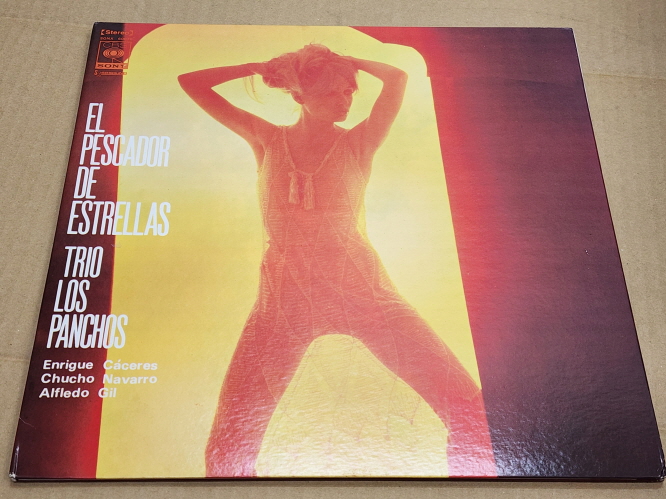 Stereo
CBS
SONY
EL
PESCADOR
DE
ESTRELLAS
TRIO
LOS
PANCHOS
Enrigue Cáceres
Chucho Navarro
Alfledo Gil